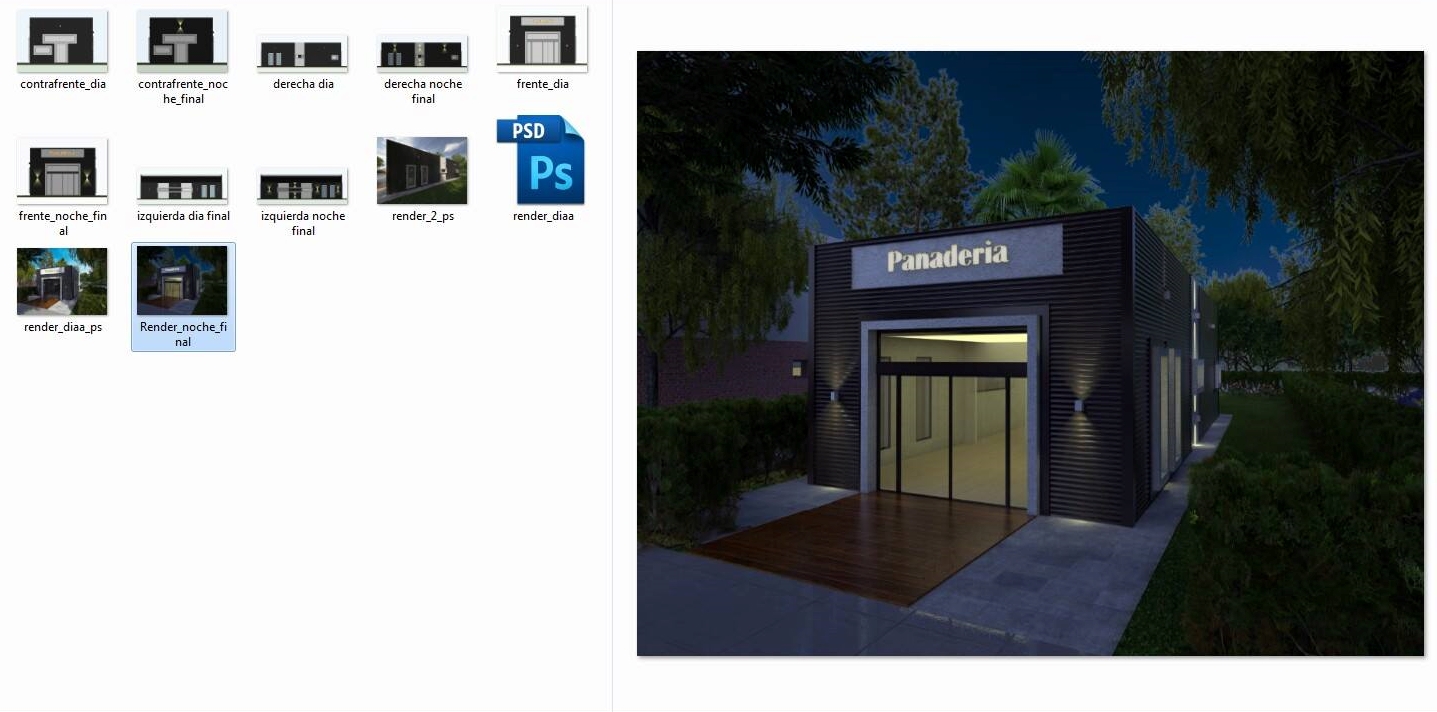 contrafrente_dia
contrafrente_noc
he_final
derecha dia
derecha noche
final
frente_dia
frente_noche_fin
al
izquierda dia final
izquierda noche
final
render_2_ps
PSD
Ps
render_diaa
render_diaa_ps
Render_noche_fi
nal
Panaderia